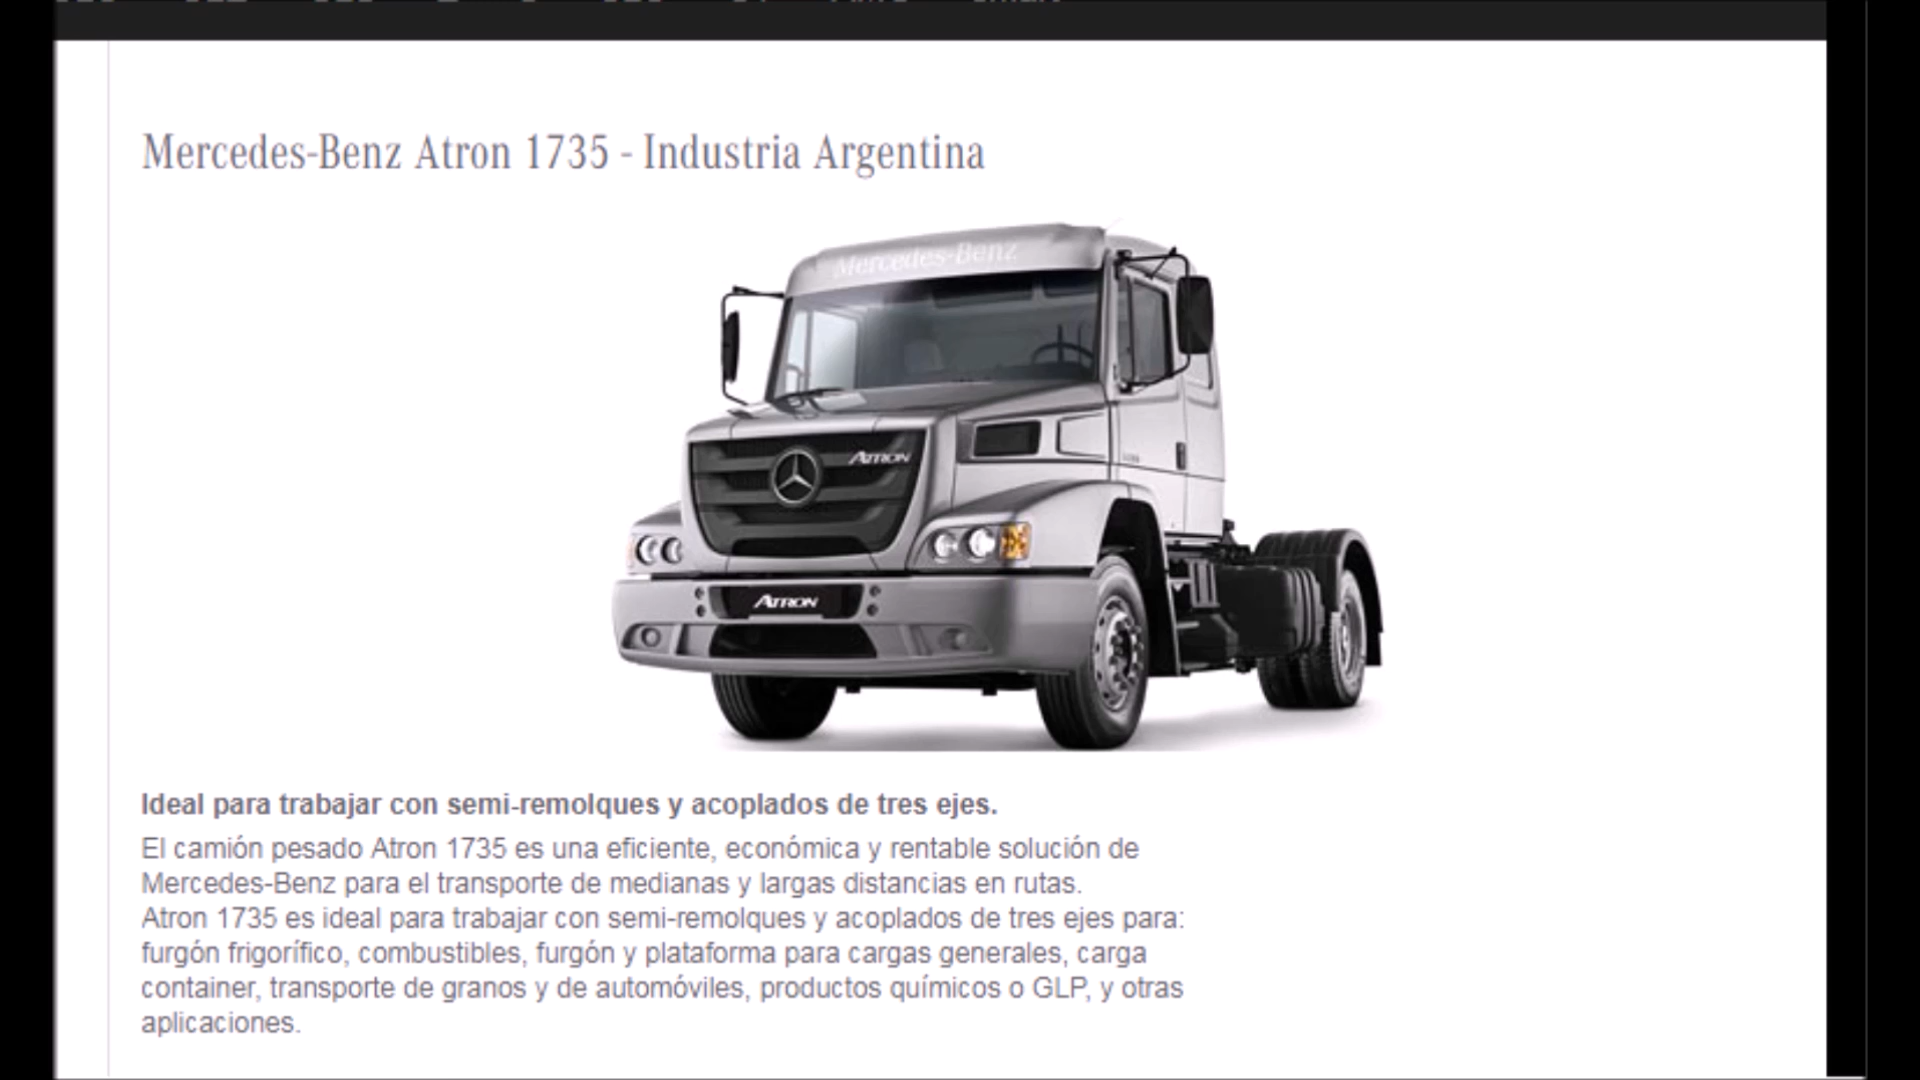 Mercedes-Benz Atron 1735 - Industria Argentina
Mercedes-Benz
ATRON
ATRON
Ideal para trabajar con semi-remolques y acoplados de tres ejes.
El camión pesado Atron 1735 es una eficiente, económica y rentable solución de
Mercedes-Benz para el transporte de medianas y largas distancias en rutas.
Atron 1735 es ideal para trabajar con semi-remolques y acoplados de tres ejes para:
furgón frigorífico, combustibles, furgón y plataforma para cargas generales, carga
container, transporte de granos y de automóviles, productos químicos o GLP, y otras
aplicaciones.